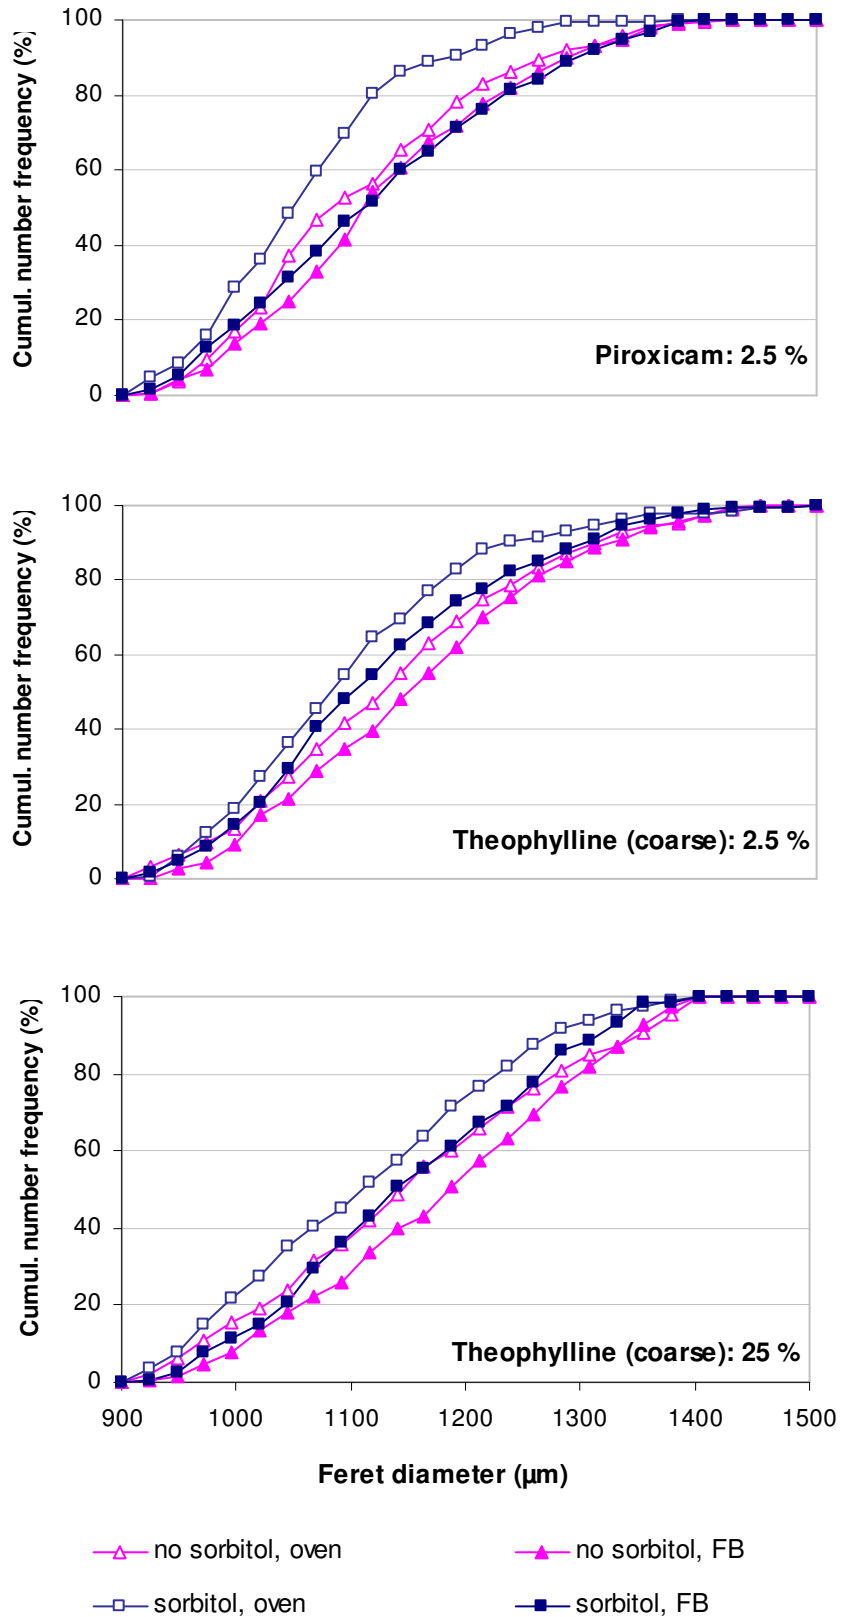 Cumul. number frequency (%)
100
80
60
40
20
0
Piroxicam: 2.5 %
Cumul. number frequency (%)
100
80
60
40
20
0
Theophylline (coarse): 2.5 %
Cumul. number frequency (%)
100
80
60
40
20
0
Theophylline (coarse): 25 %
900 1000 1100 1200 1300 1400 1500
Feret diameter (µm)
no sorbitol, oven no sorbitol, FB
sorbitol, oven sorbitol, FB